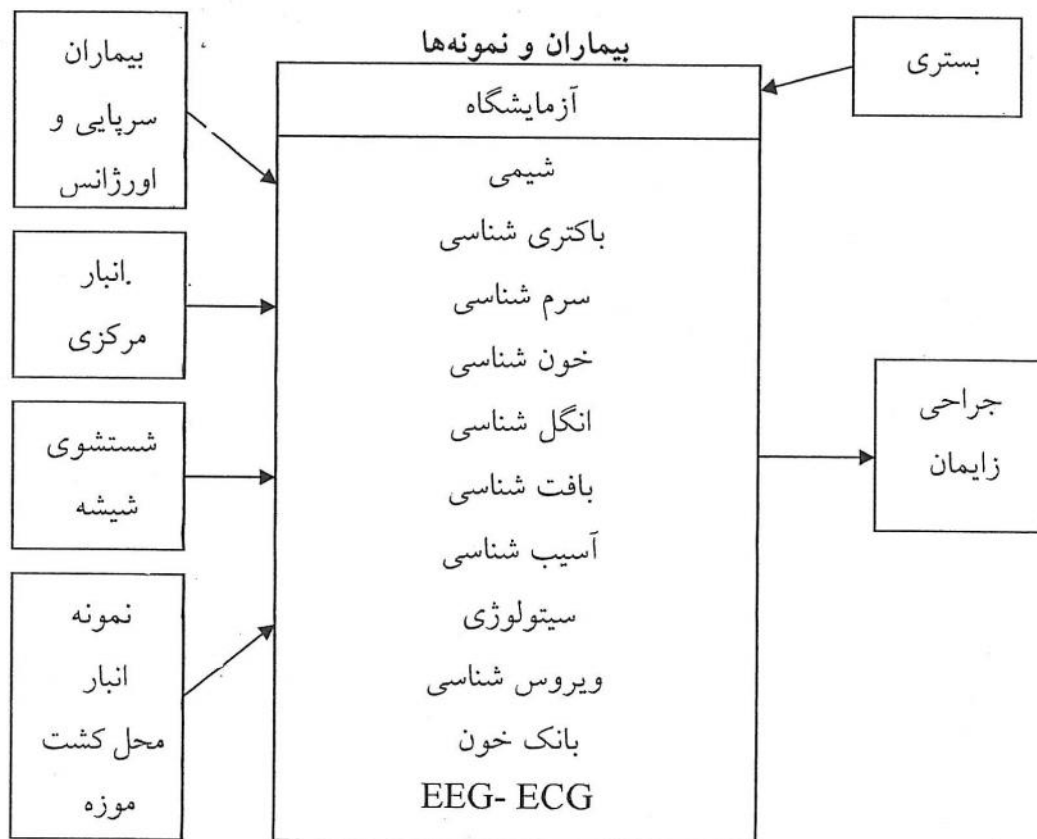 بیماران و نمونه‌ها
بستری
آزمایشگاه
بیماران
سرپایی و
اورژانس
انبار
مرکزی
شستشوی
شیشه
نمونه
انبار
محل کشت
موزه
شیمی
باکتری شناسی
سرم شناسی
خون شناسی
انگل شناسی
بافت شناسی
آسیب شناسی
سیتولوژی
ویروس شناسی
بانک خون
EEG- ECG
جراحی
زایمان